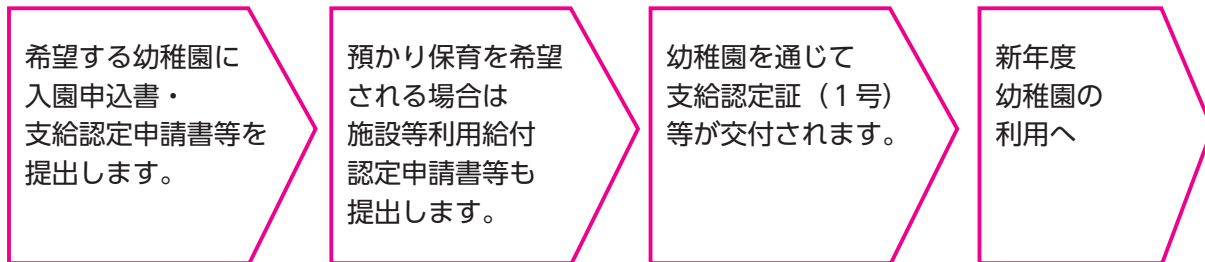 希望する幼稚園に
入園申込書・
支給認定申請書等を
提出します。
預かり保育を希望
される場合は
施設等利用給付
認定申請書等も
提出します。
幼稚園を通じて
支給認定証（１号）
等が交付されます。
新年度
幼稚園の
利用へ